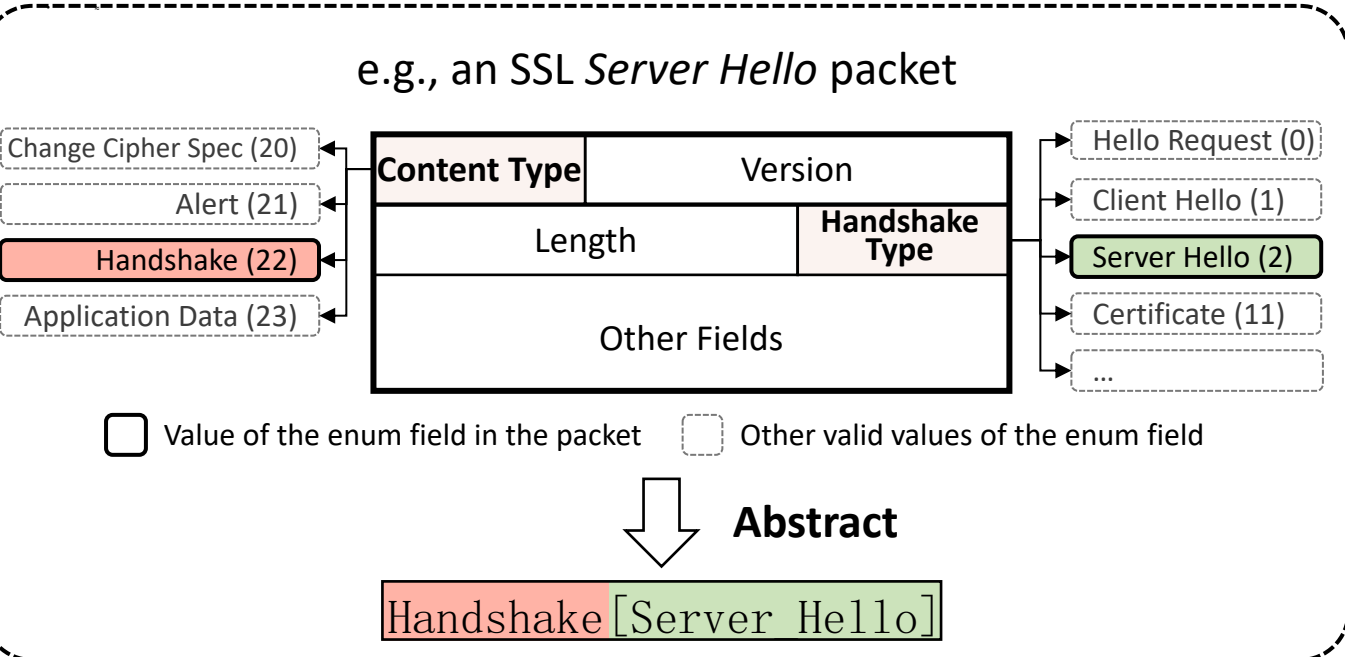 e.g., an SSL Server Hello packet
Change Cipher Spec (20)
Alert (21)
Handshake (22)
Application Data (23)
Content Type
Version
Length
Handshake
Type
Other Fields
Hello Request (0)
Client Hello (1)
Server Hello (2)
Certificate (11)
...
Value of the enum field in the packet
Other valid values of the enum field
Abstract
Handshake[Server Hello]